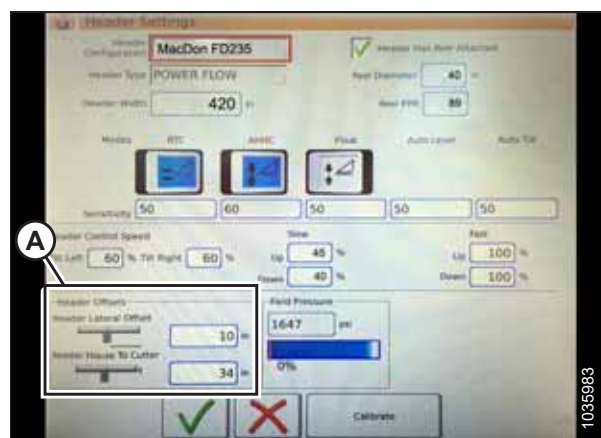 Header Settings
Header Configuration MacDon FD235 Header Has Reel Attached
Header Type POWER FLOW Reel Diameter 40 in
Header Width 420 in Reel PPR 89
Modes RTC AHHC Float Auto Level Auto Tilt
Sensitivity 50 60 50 50 50
A
Header Control Speed Slow Fast
Tilt Left 60 % Tilt Right 60 % Up 48 % Up 100 %
Down 40 % Down 100 %
Header Offsets Field Pressure
Header Lateral Offset 1647 psi
10 in
Feeder House To Cutter
34 in 0%
Calibrate
1035983